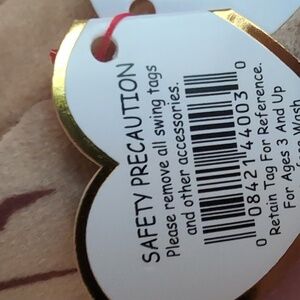 SAFETY PRECAUTION
Please remove all swing tags
and other accessories.
0 08421 44003 0
Retain Tag For Reference.
For Ages 3 And Up
Wash